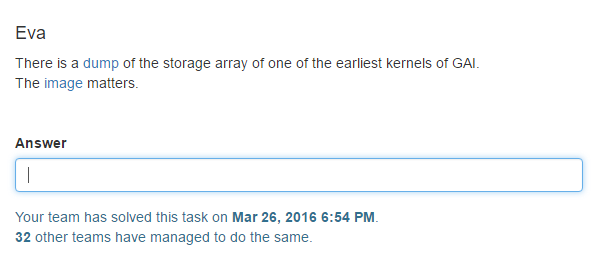 Eva
There is a dump of the storage array of one of the earliest kernels of GAI.
The image matters.
Answer
Your team has solved this task on Mar 26, 2016 6:54 PM.
32 other teams have managed to do the same.